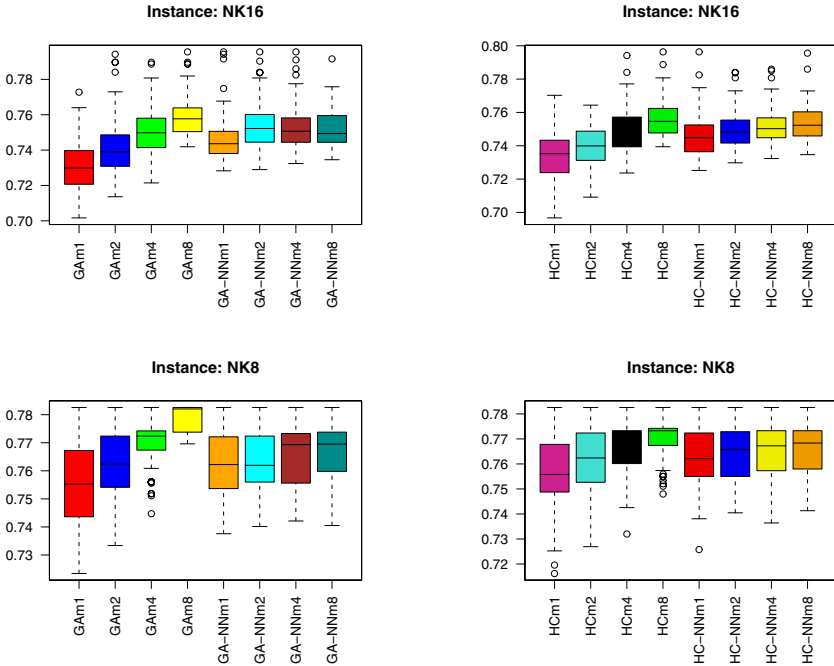 Instance: NK16
0.78
0.76
0.74
0.72
0.70
GAm1
GAm2
GAm4
GAm8
GA−NNm1
GA−NNm2
GA−NNm4
GA−NNm8
Instance: NK16
0.80
0.78
0.76
0.74
0.72
0.70
HCm1
HCm2
HCm4
HCm8
HC−NNm1
HC−NNm2
HC−NNm4
HC−NNm8
Instance: NK8
0.78
0.77
0.76
0.75
0.74
0.73
GAm1
GAm2
GAm4
GAm8
GA−NNm1
GA−NNm2
GA−NNm4
GA−NNm8
Instance: NK8
0.78
0.77
0.76
0.75
0.74
0.73
0.72
HCm1
HCm2
HCm4
HCm8
HC−NNm1
HC−NNm2
HC−NNm4
HC−NNm8